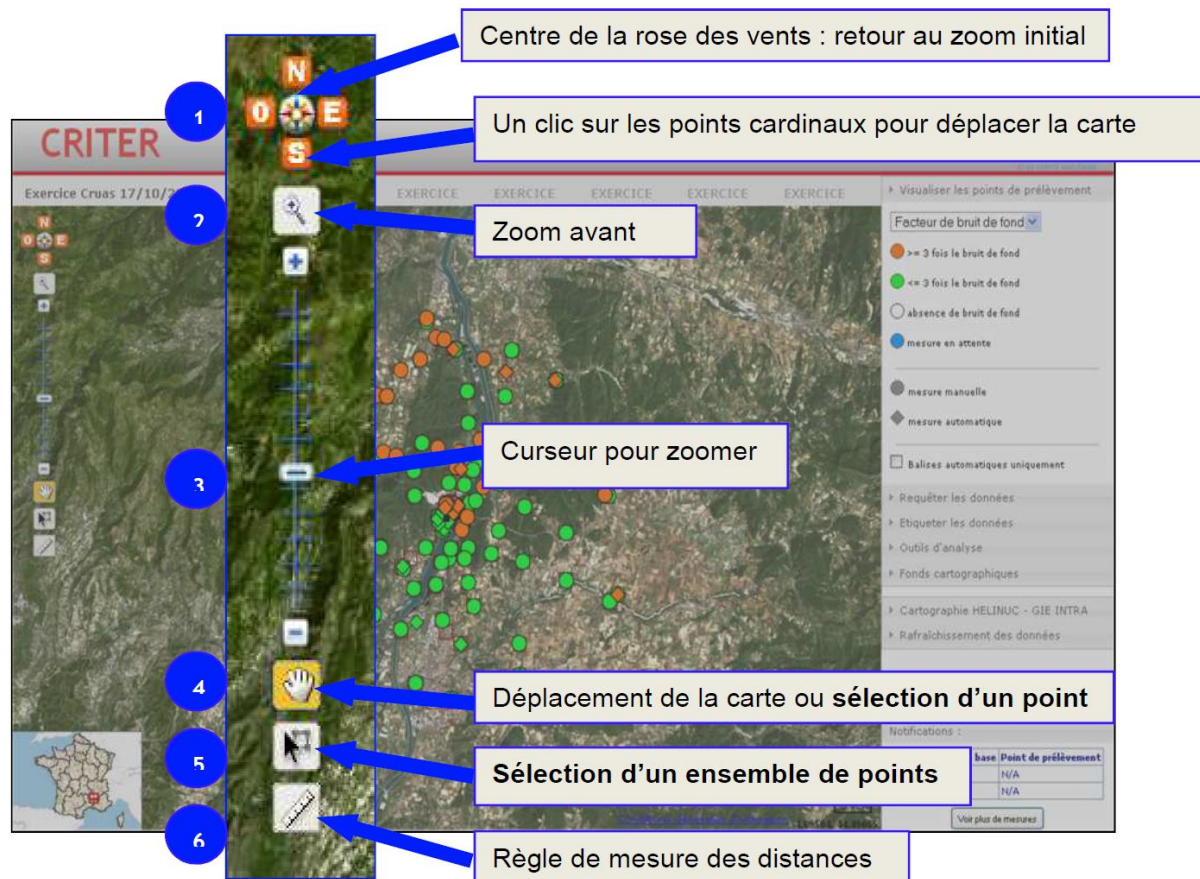 Centre de la rose des vents : retour au zoom initial
N
1
O E
Un clic sur les points cardinaux pour déplacer la carte
S
CRITER
Exercice Cruas 17/10/
EXERCICE EXERCICE EXERCICE EXERCICE EXERCICE
Visualiser les points de prélèvement
2
Zoom avant
N
O E
S
Facteur de bruit de fond
>= 3 fois le bruit de fond
<= 3 fois le bruit de fond
absence de bruit de fond
mesure en attente
mesure manuelle
mesure automatique
Balises automatiques uniquement
3
Curseur pour zoomer
Requêter les données
Etiqueter les données
Outils d'analyse
Fonds cartographiques
Cartographie HELINUC - GIE INTRA
Rafraîchissement des données
4
Déplacement de la carte ou sélection d'un point
Notifications :
base Point de prélèvement
N/A
N/A
Voir plus de mesures
5
Sélection d'un ensemble de points
6
Règle de mesure des distances